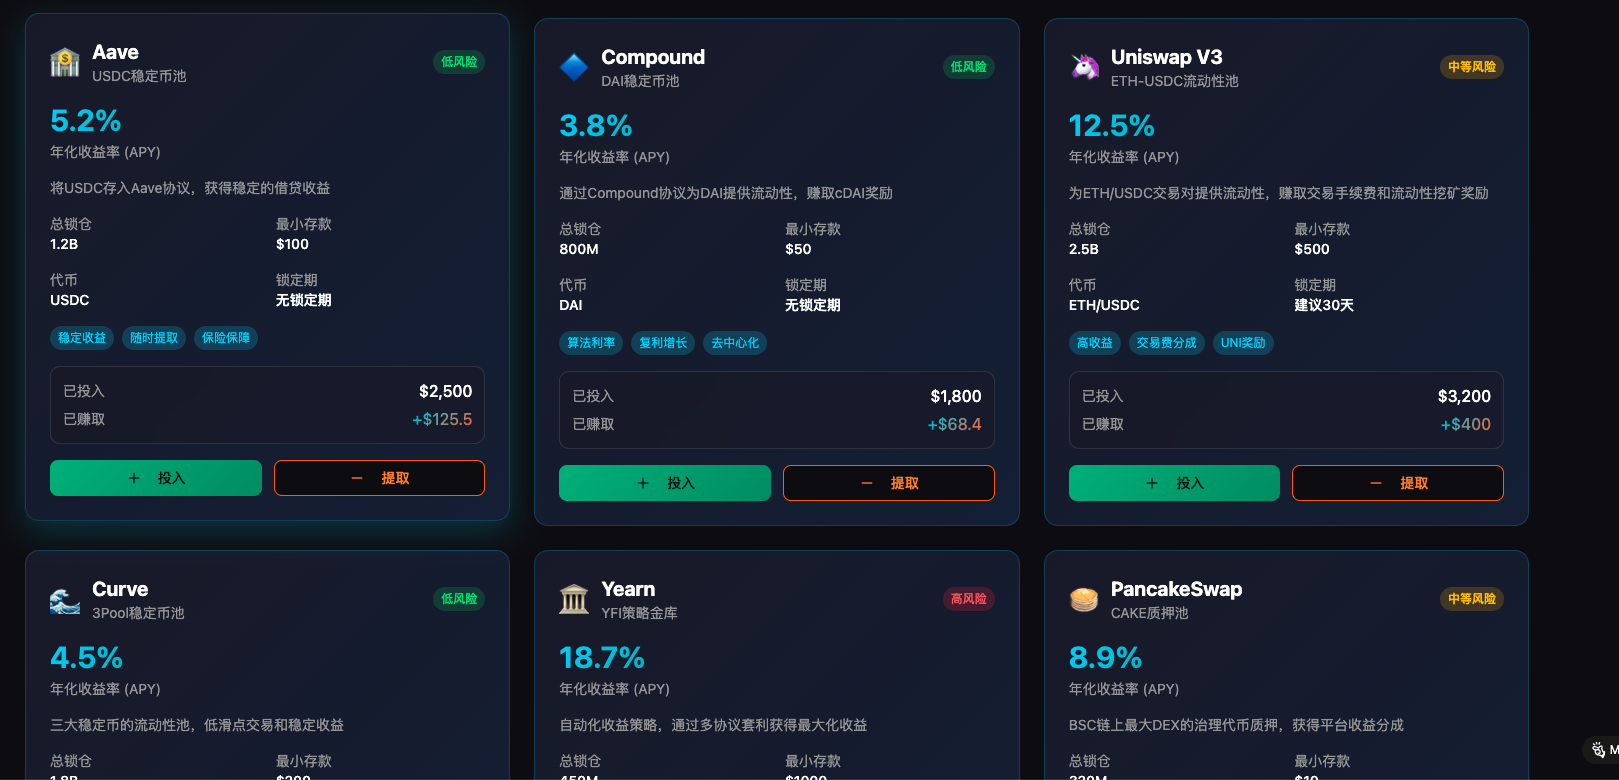 Aave
USDC稳定币池
低风险
5.2%
年化收益率 (APY)
将USDC存入Aave协议，获得稳定的借贷收益
总锁仓
最小存款
1.2B
$100
代币
锁定期
USDC
无锁定期
稳定收益
随时提取
保险保障
已投入
$2,500
已赚取
+$125.5
+ 投入
− 提取
Compound
DAI稳定币池
低风险
3.8%
年化收益率 (APY)
通过Compound协议为DAI提供流动性，赚取cDAI奖励
总锁仓
最小存款
800M
$50
代币
锁定期
DAI
无锁定期
算法利率
复利增长
去中心化
已投入
$1,800
已赚取
+$68.4
+ 投入
− 提取
Uniswap V3
ETH-USDC流动性池
中等风险
12.5%
年化收益率 (APY)
为ETH/USDC交易对提供流动性，赚取交易手续费和流动性挖矿奖励
总锁仓
最小存款
2.5B
$500
代币
锁定期
ETH/USDC
建议30天
高收益
交易费分成
UNI奖励
已投入
$3,200
已赚取
+$400
+ 投入
− 提取
Curve
3Pool稳定币池
低风险
4.5%
年化收益率 (APY)
三大稳定币的流动性池，低滑点交易和稳定收益
总锁仓
最小存款
1.8B
$200
Yearn
YFI策略金库
高风险
18.7%
年化收益率 (APY)
自动化收益策略，通过多协议套利获得最大化收益
总锁仓
最小存款
450M
$1000
PancakeSwap
CAKE质押池
中等风险
8.9%
年化收益率 (APY)
BSC链上最大DEX的治理代币质押，获得平台收益分成
总锁仓
最小存款
320M
$10